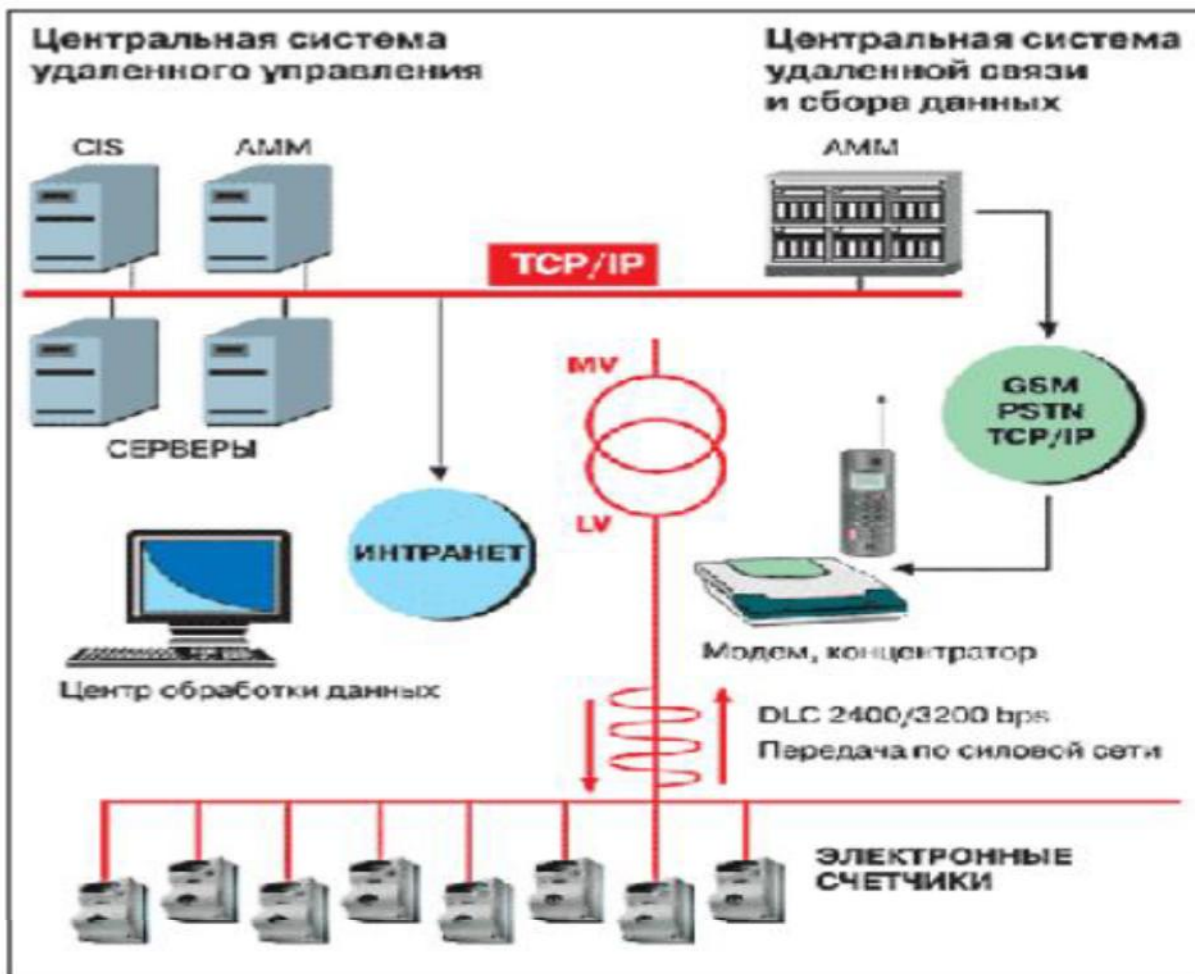 Центральная система
удаленного управления
Центральная система
удаленной связи
и сбора данных
CIS
AMM
AMM
TCP/IP
MV
GSM
PSTN
TCP/IP
СЕРВЕРЫ
LV
ИНТРАНЕТ
Модем, концентратор
Центр обработки данных
DLC 2400/3200 bps
Передача по силовой сети
ЭЛЕКТРОННЫЕ
СЧЕТЧИКИ